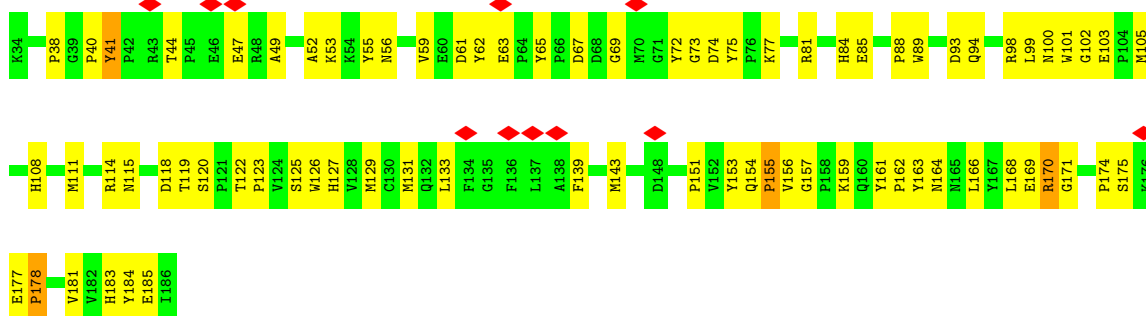 K34 P38 G39 P40 Y41 P42 R43 T44 P45 E46 E47 R48 A49 A52 K53 K54 Y55 N56 V59 E60 D61 Y62 E63 P64 Y65 P66 D67 D68 G69 M70 G71 Y72 G73 D74 Y75 P76 K77 R81 H84 E85 P88 W89 D93 Q94 R98 L99 N100 W101 G102 E103 P104 M105
H108 M111 R114 N115 D118 T119 S120 P121 T122 P123 V124 S125 W126 H127 V128 M129 C130 M131 Q132 L133 F134 G135 F136 L137 A138 F139 M143 D148 P151 V152 Y153 Q154 P155 V156 G157 P158 K159 Q160 Y161 P162 Y163 N164 N165 L166 Y167 L168 E169 R170 G171 P174 S175 K176
E177 P178 V181 V182 H183 Y184 E185 I186